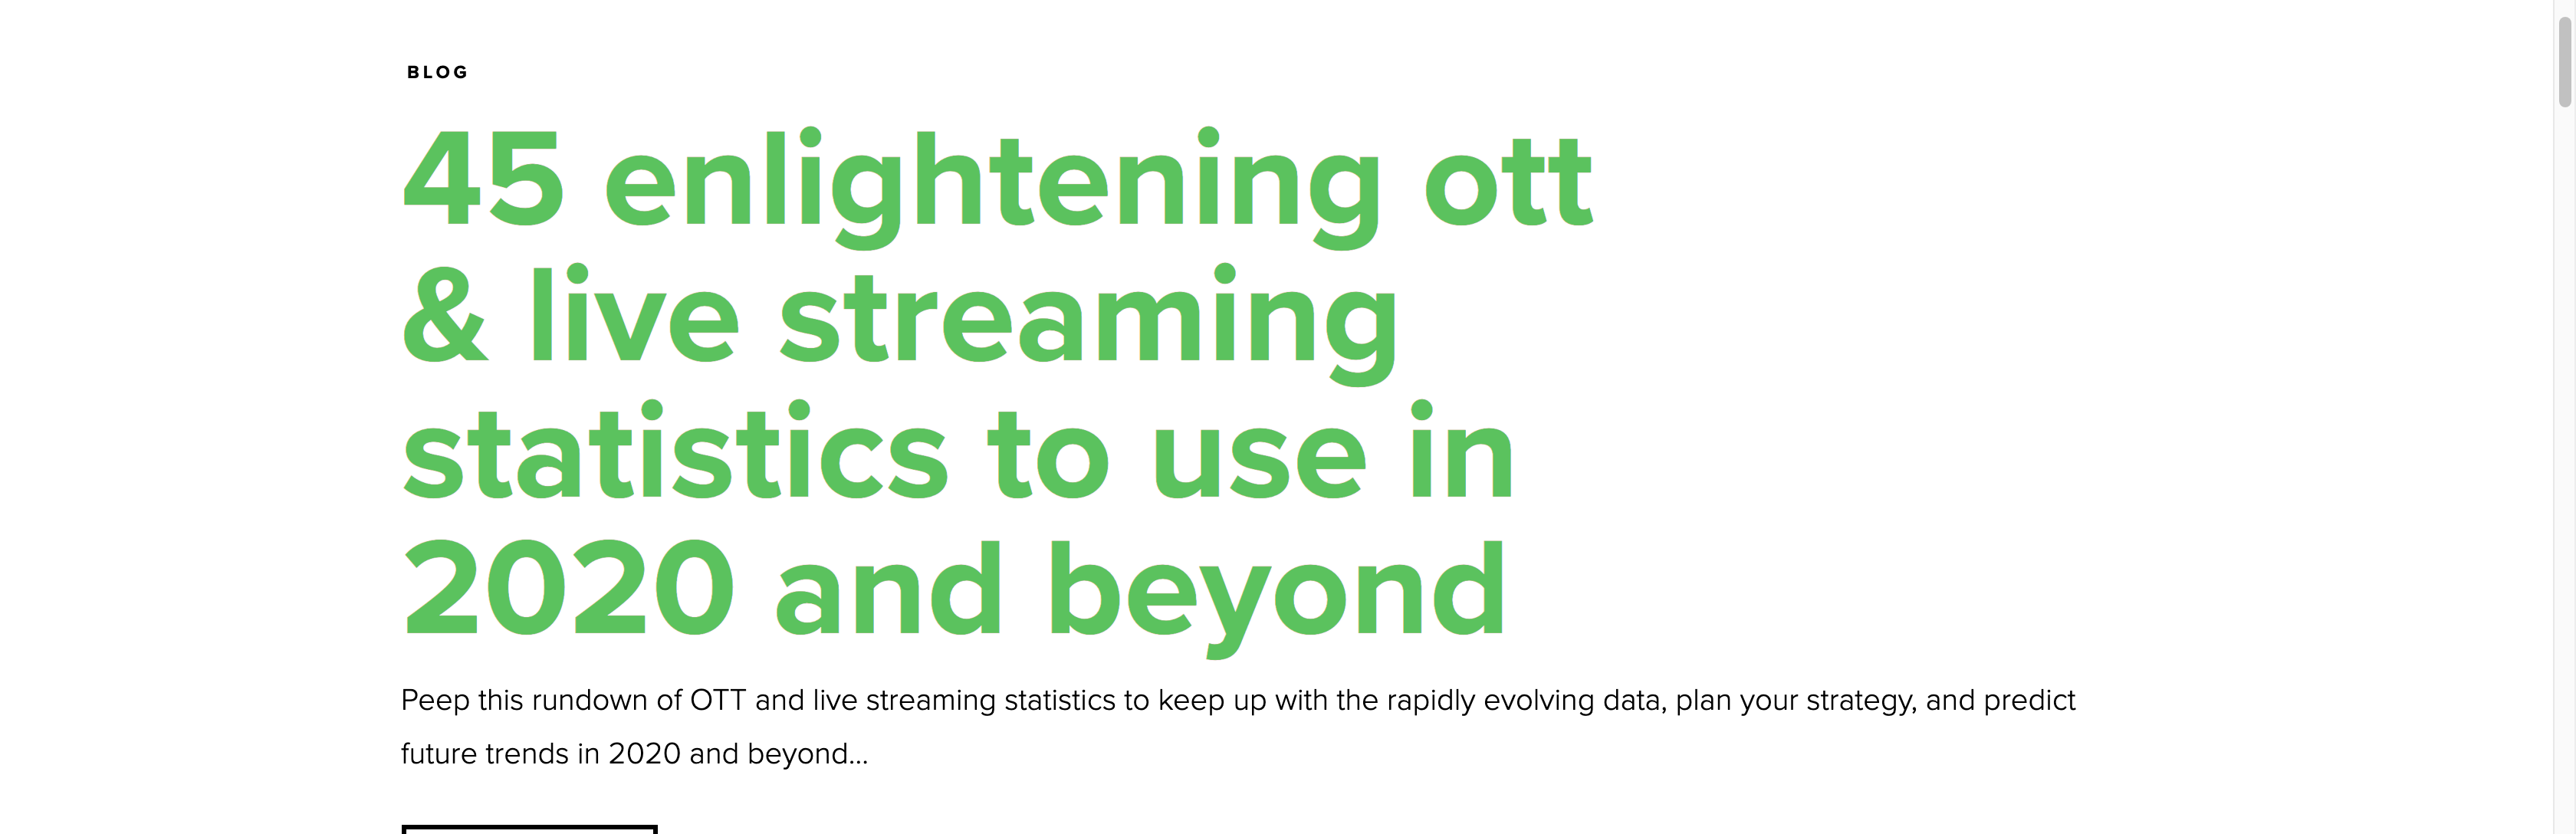 BLOG
45 enlightening ott
& live streaming
statistics to use in
2020 and beyond
Peep this rundown of OTT and live streaming statistics to keep up with the rapidly evolving data, plan your strategy, and predict
future trends in 2020 and beyond...